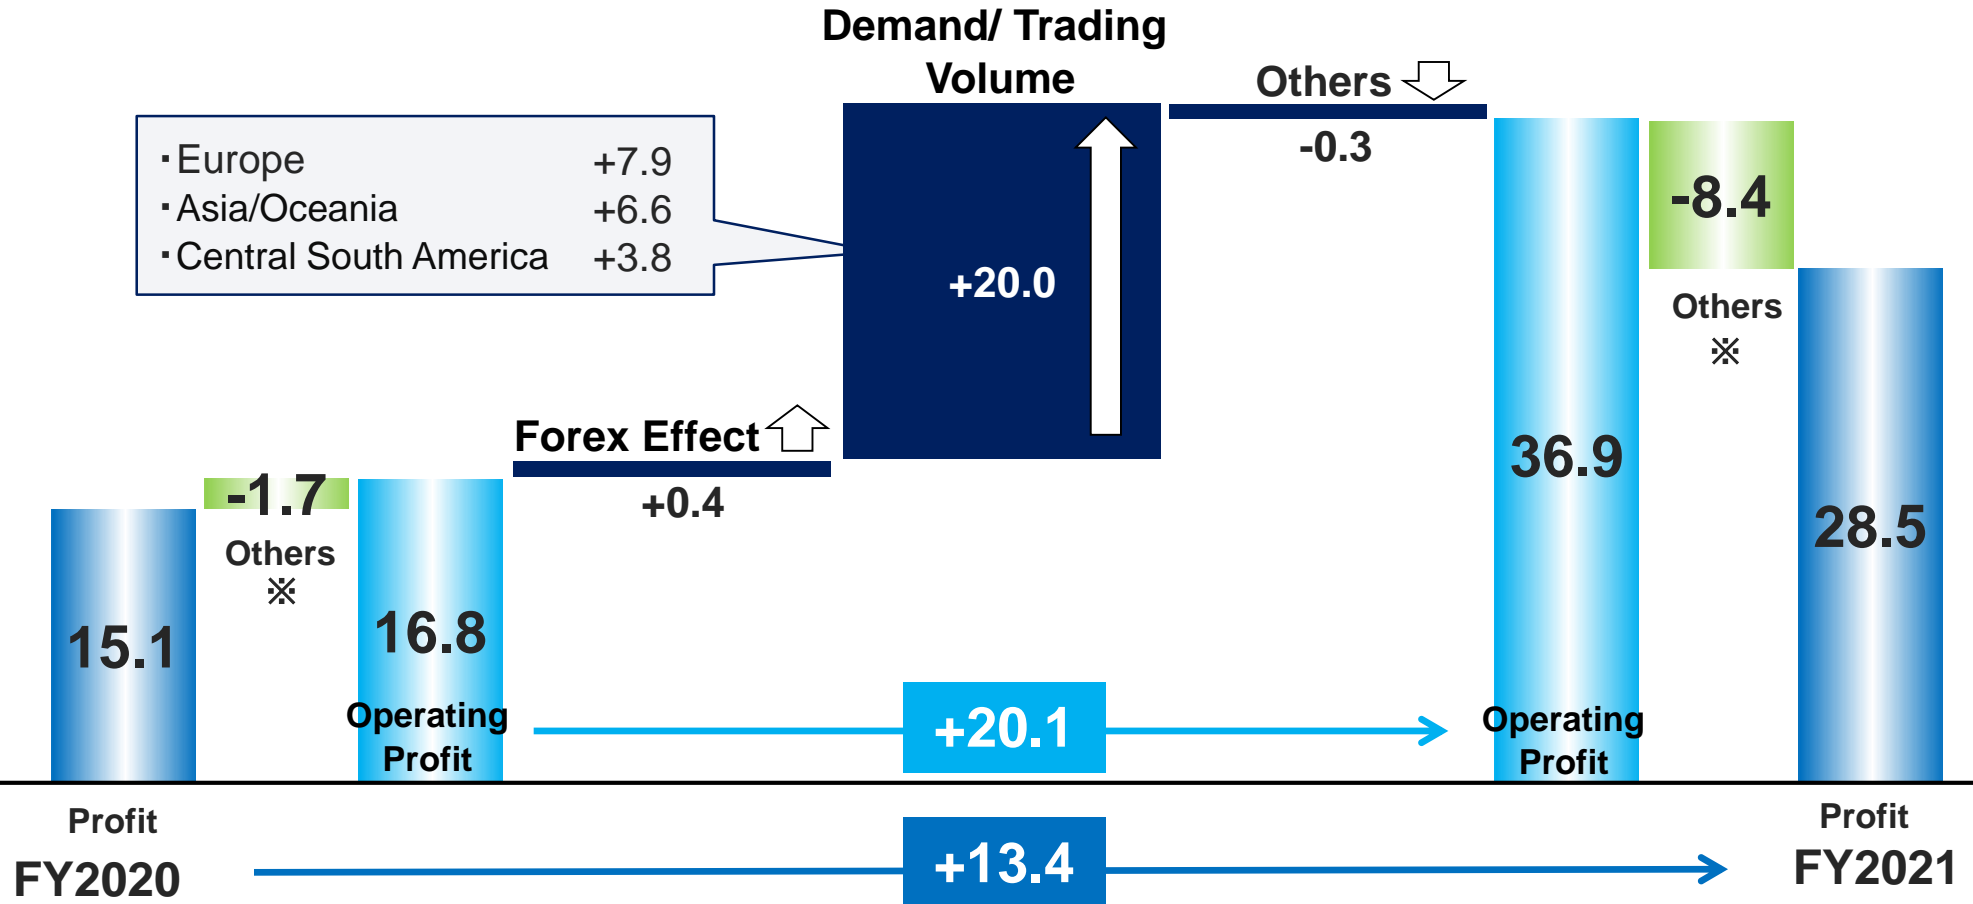 Demand/ Trading
Volume
Others
-0.3
・Europe +7.9
・Asia/Oceania +6.6
・Central South America +3.8
+20.0
-8.4
Others
※
Forex Effect
+0.4
36.9
28.5
-1.7
Others
※
15.1
16.8
Operating
Profit
+20.1
Operating
Profit
Profit
FY2020
+13.4
Profit
FY2021